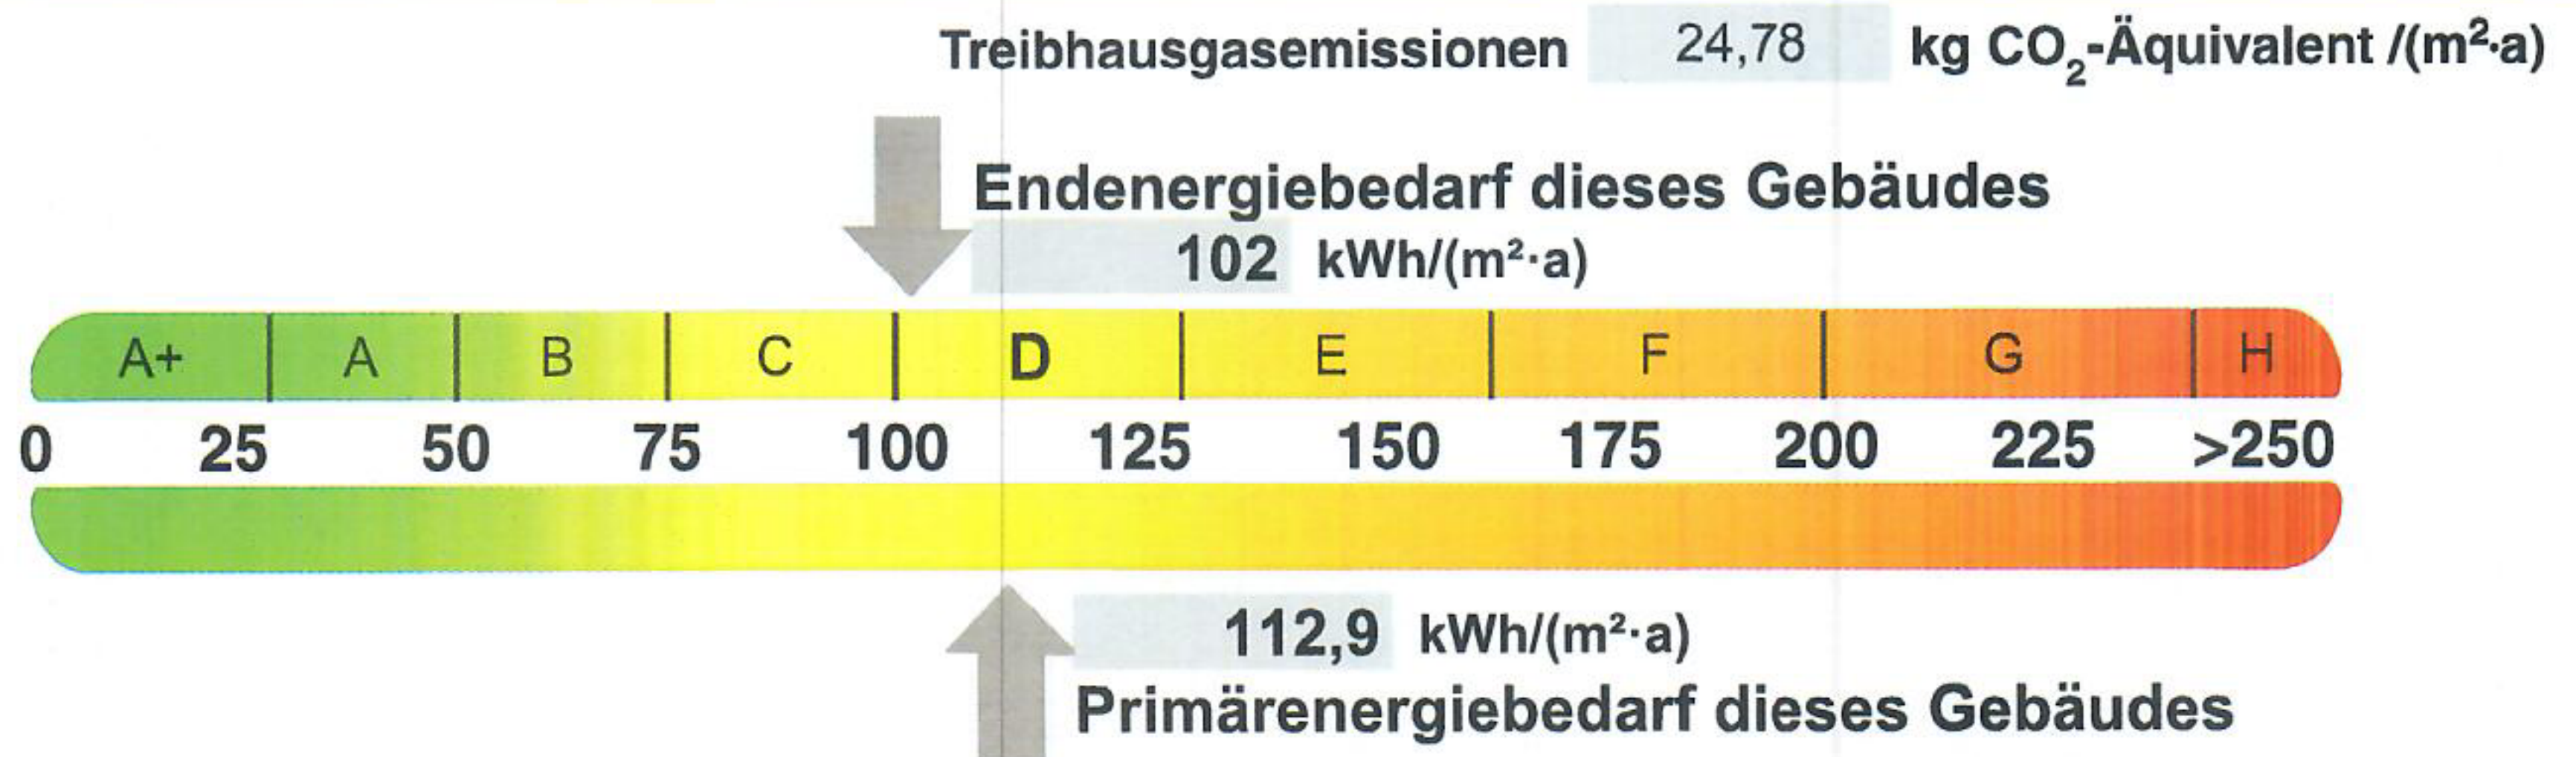 Treibhausgasemissionen 24,78 kg CO₂-Äquivalent /(m²·a)
Endenergiebedarf dieses Gebäudes
102 kWh/(m²·a)
A+ A B C D E F G H
0 25 50 75 100 125 150 175 200 225 >250
112,9 kWh/(m²·a)
Primärenergiebedarf dieses Gebäudes